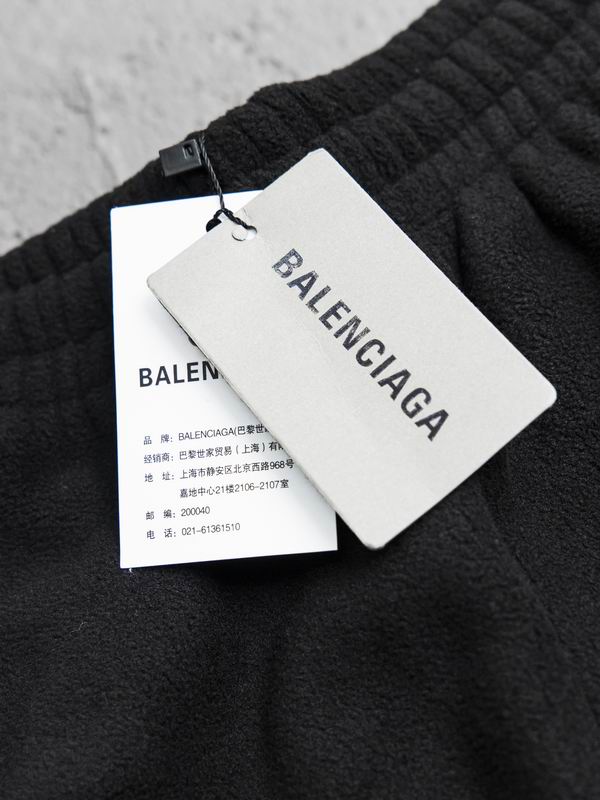 BALENCIAGA
BALEN
品 牌：BALENCIAGA(巴黎世
经销商：巴黎世家贸易（上海）有
地 址：上海市静安区北京西路968号
嘉地中心21楼2106-2107室
邮 编：200040
电 话：021-61361510